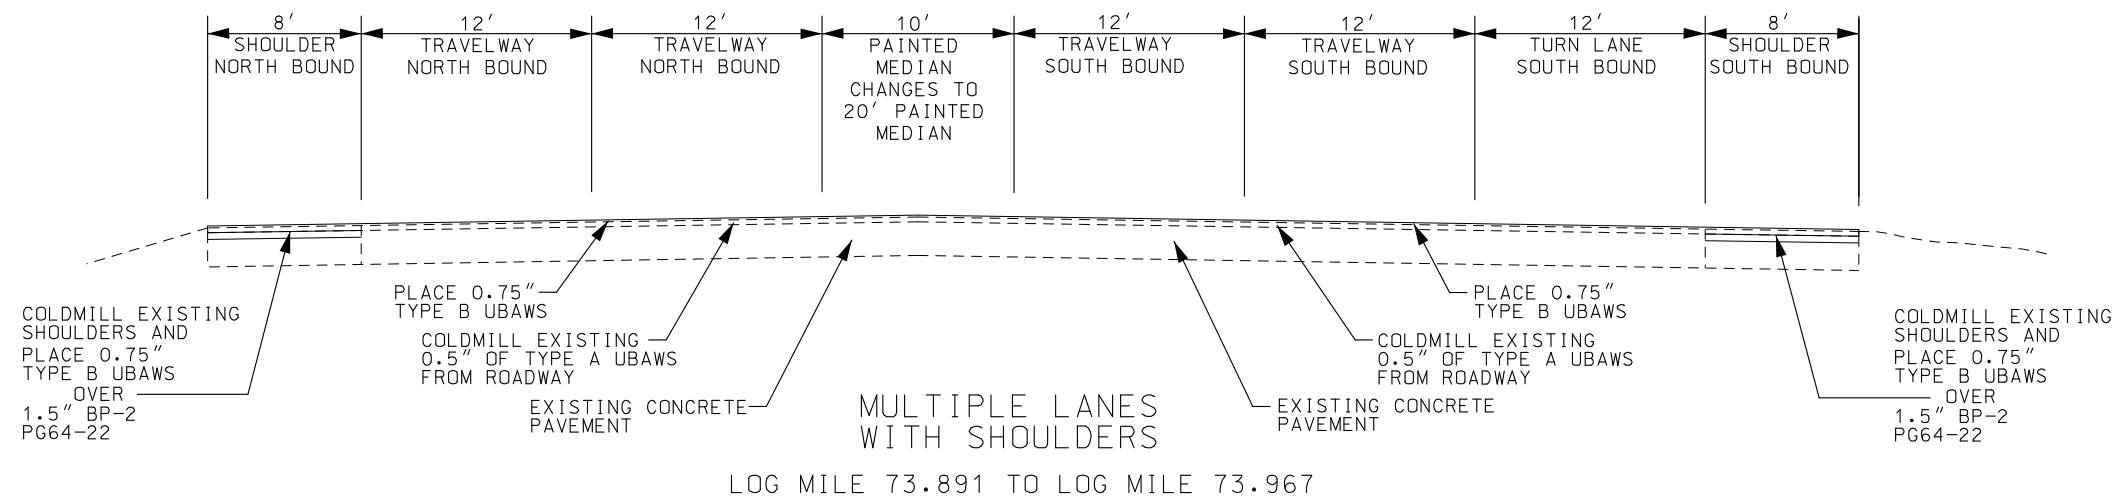 8'
SHOULDER
NORTH BOUND
12'
TRAVELWAY
NORTH BOUND
12'
TRAVELWAY
NORTH BOUND
10'
PAINTED
MEDIAN
CHANGES TO
20' PAINTED
MEDIAN
12'
TRAVELWAY
SOUTH BOUND
12'
TRAVELWAY
SOUTH BOUND
12'
TURN LANE
SOUTH BOUND
8'
SHOULDER
SOUTH BOUND
COLDMILL EXISTING
SHOULDERS AND
PLACE 0.75"
TYPE B UBAWS
OVER
1.5" BP-2
PG64-22
PLACE 0.75"
TYPE B UBAWS
COLDMILL EXISTING
0.5" OF TYPE A UBAWS
FROM ROADWAY
EXISTING CONCRETE
PAVEMENT
PLACE 0.75"
TYPE B UBAWS
COLDMILL EXISTING
0.5" OF TYPE A UBAWS
FROM ROADWAY
EXISTING CONCRETE
PAVEMENT
COLDMILL EXISTING
SHOULDERS AND
PLACE 0.75"
TYPE B UBAWS
OVER
1.5" BP-2
PG64-22
MULTIPLE LANES
WITH SHOULDERS
LOG MILE 73.891 TO LOG MILE 73.967